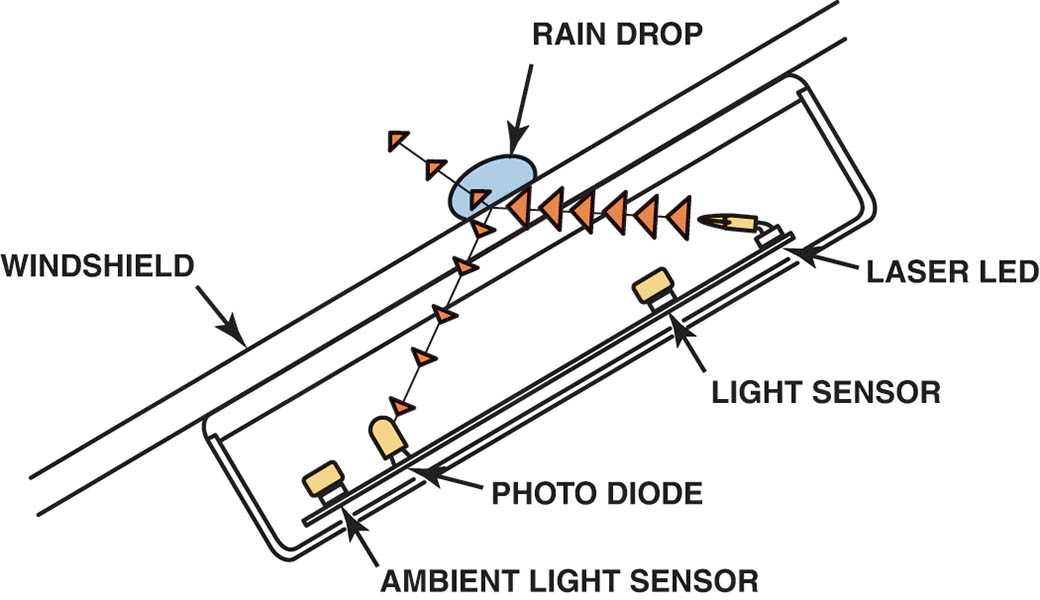 RAIN DROP
WINDSHIELD
LASER LED
LIGHT SENSOR
PHOTO DIODE
AMBIENT LIGHT SENSOR